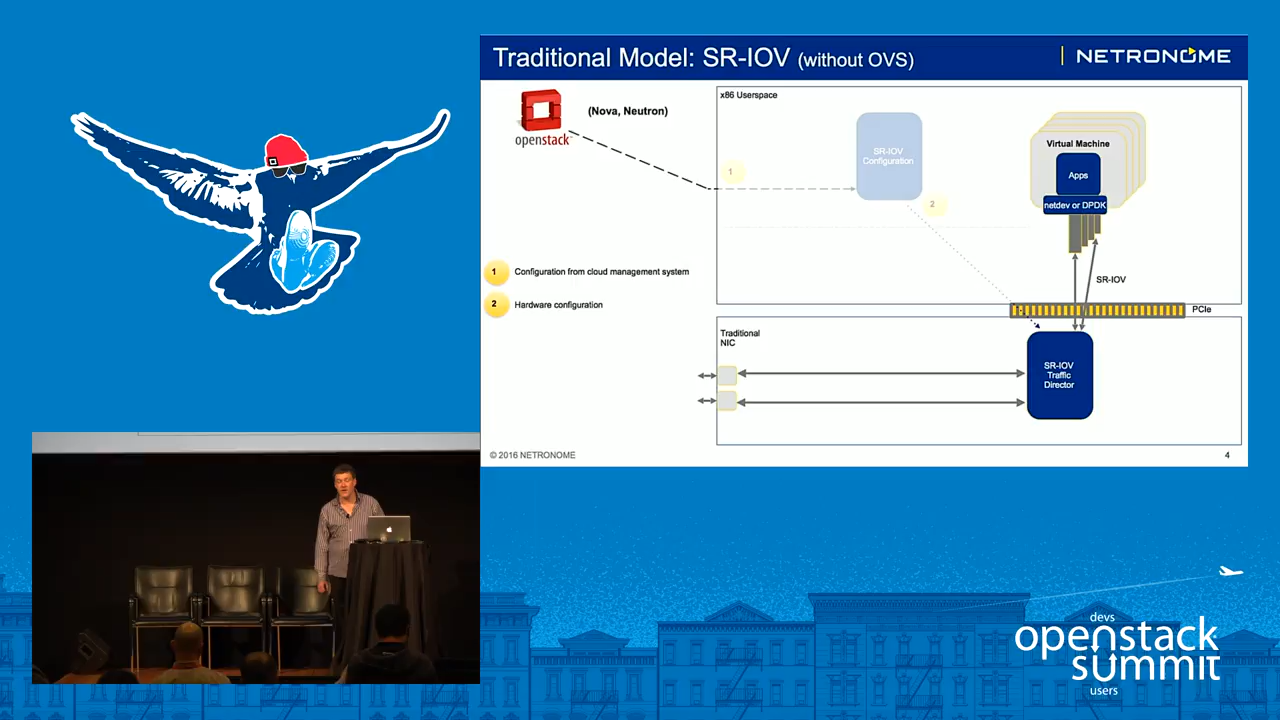 Traditional Model: SR-IOV (without OVS)
NETRONOME
openstack
(Nova, Neutron)
x86 Userspace
1
SR-IOV
Configuration
2
Virtual Machine
Apps
netdev or DPDK
SR-IOV
1 Configuration from cloud management system
2 Hardware configuration
PCIe
Traditional
NIC
SR-IOV
Traffic
Director
© 2016 NETRONOME
4
devs
openstack
summit
users